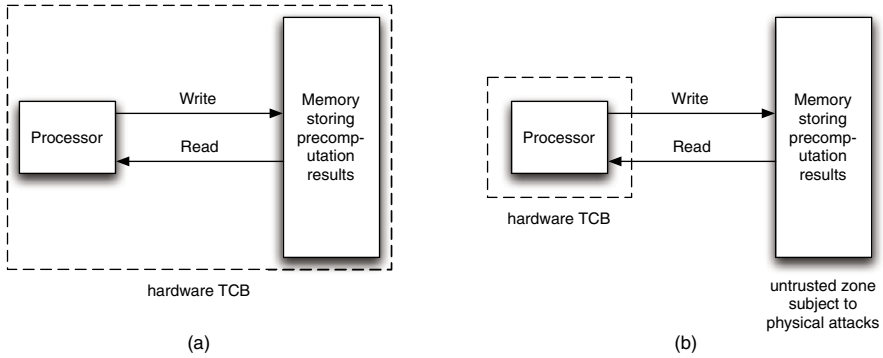 Processor
Write
Read
Memory
storing
precomp-
utation
results
hardware TCB
(a)
Processor
hardware TCB
Write
Read
Memory
storing
precomp-
utation
results
untrusted zone
subject to
physical attacks
(b)